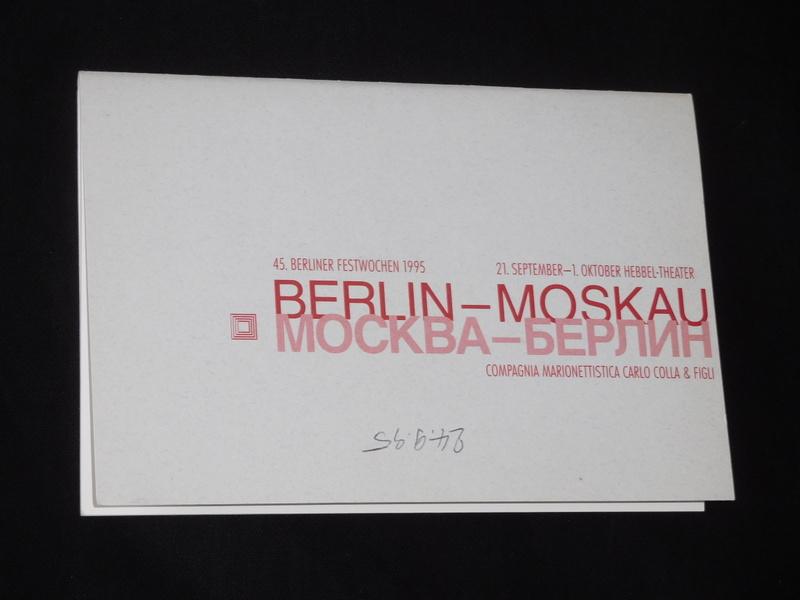 45. BERLINER FESTWOCHEN 1995 21. SEPTEMBER–1. OKTOBER HEBBEL-THEATER
BERLIN–MOSKAU
МОСКВА–БЕРЛИН
COMPAGNIA MARIONETTISTICA CARLO COLLA & FIGLI
24.9.95